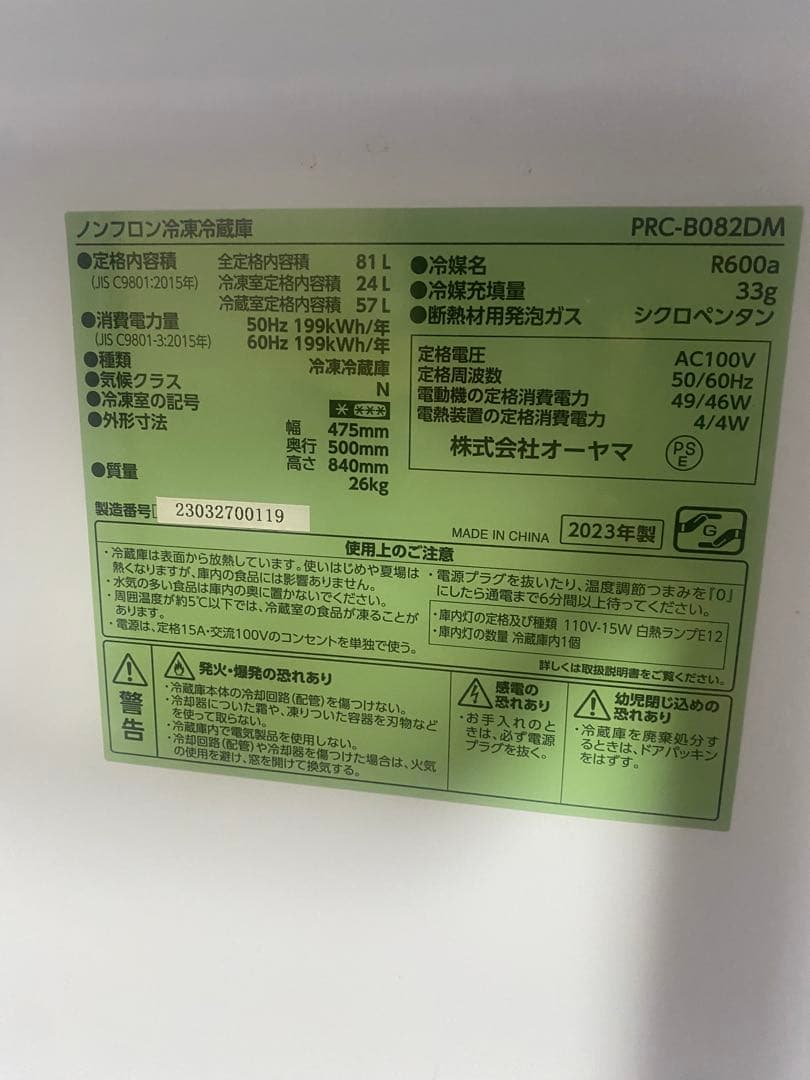 ノンフロン冷凍冷蔵庫
PRC-B082DM
●定格内容積 全定格内容積 81 L
(JIS C9801:2015年) 冷凍室定格内容積 24 L
冷蔵室定格内容積 57 L
●消費電力量 50Hz 199kWh/年
(JIS C9801-3:2015年) 60Hz 199kWh/年
●種類 冷凍冷蔵庫
●気候クラス N
●冷凍室の記号 * ***
●外形寸法 幅 475mm
奥行 500mm
高さ 840mm
●質量 26kg
●冷媒名 R600a
●冷媒充填量 33g
●断熱材用発泡ガス シクロペンタン
定格電圧 AC100V
定格周波数 50/60Hz
電動機の定格消費電力 49/46W
電熱装置の定格消費電力 4/4W
株式会社オーヤマ PS E
製造番号 23032700119
MADE IN CHINA 2023年製 G
使用上のご注意
・冷蔵庫は表面から放熱しています。使いはじめや夏場は
熱くなりますが、庫内の食品には影響ありません。
・水気の多い食品は庫内の奥に置かないでください。
・周囲温度が約5℃以下では、冷蔵室の食品が凍ることが
あります。
・電源は、定格15A・交流100Vのコンセントを単独で使う。
・電源プラグを抜いたり、温度調節つまみを「0」
にしたら通電まで6分間以上待ってください。
・庫内灯の定格及び種類 110V-15W 白熱ランプE12
・庫内灯の数量 冷蔵庫内1個
詳しくは取扱説明書をご覧ください。
警告
発火・爆発の恐れあり
・冷蔵庫本体の冷却回路(配管)を傷つけない。
・冷却器についた霜や、凍りついた容器を刃物など
を使って取らない。
・冷蔵庫内で電気製品を使用しない。
・冷却回路(配管)や冷却器を傷つけた場合は、火気
の使用を避け、窓を開けて換気する。
感電の
恐れあり
・お手入れのと
きは、必ず電源
プラグを抜く。
幼児閉じ込めの
恐れあり
・冷蔵庫を廃棄処分す
るときは、ドアパッキン
をはずす。